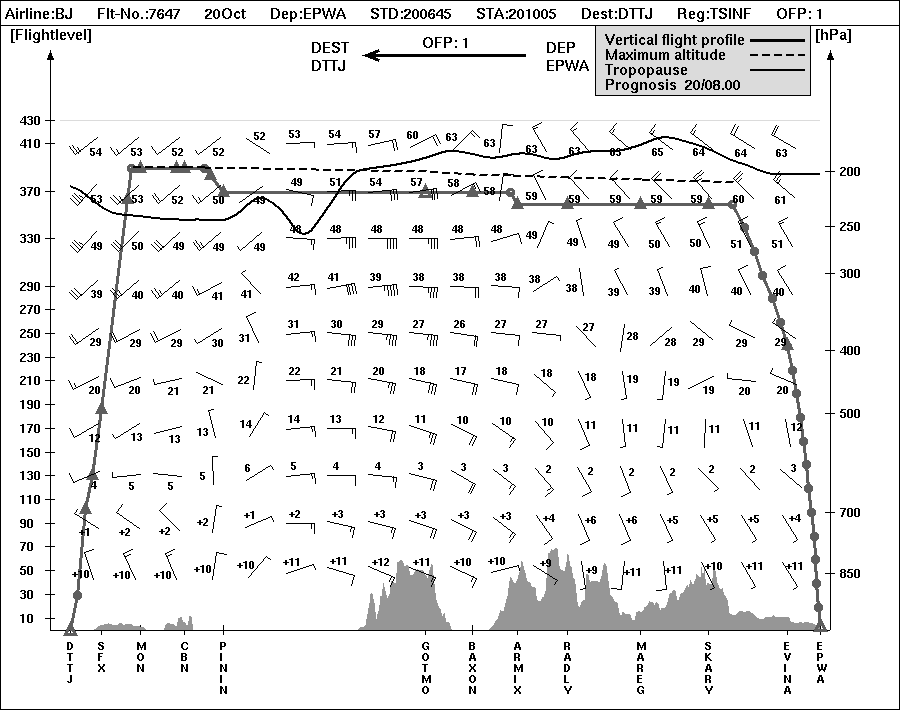 Airline:BJ Flt-No.:7647 20Oct Dep:EPWA STD:200645 STA:201005 Dest:DTTJ Reg:TSINF OFP: 1
[Flightlevel] OFP: 1 [hPa]
DEST DEP
DTTJ EPWA
Vertical flight profile
Maximum altitude
Tropopause
Prognosis 20/08.00
430
410 54 53 52 52 52 53 54 57 60 63 63 63 63 63 65 64 64 63
200
370 53 53 52 50 49 49 51 54 57 58 58 59 59 59 59 59 60 61
250
330 49 50 49 49 49 48 48 48 48 48 48 49 49 49 50 50 51 51
300
290 39 40 40 41 41 42 41 39 38 38 38 38 38 39 39 40 40 40
270
250 29 29 29 30 31 31 30 29 27 26 27 27 27 28 28 29 29 29
400
230
210 20 20 21 21 22 22 21 20 18 17 18 18 18 19 19 19 20 20
190
500
170 12 13 13 13 14 14 13 12 11 10 10 10 11 11 11 11 11 12
150
130 4 5 5 5 6 5 4 4 3 3 3 2 2 2 2 2 2 3
110
90 +1 +2 +2 +2 +1 +2 +3 +3 +3 +3 +3 +4 +6 +6 +5 +5 +5 +4
700
70
50 +10 +10 +10 +10 +10 +11 +11 +12 +11 +10 +10 +9 +9 +11 +11 +10 +11 +11
850
30
10
DTTJ SFX MON CBN PININ GOTMO BAXON ARMIX RADLY MAREG SKARY EVINA EPWA